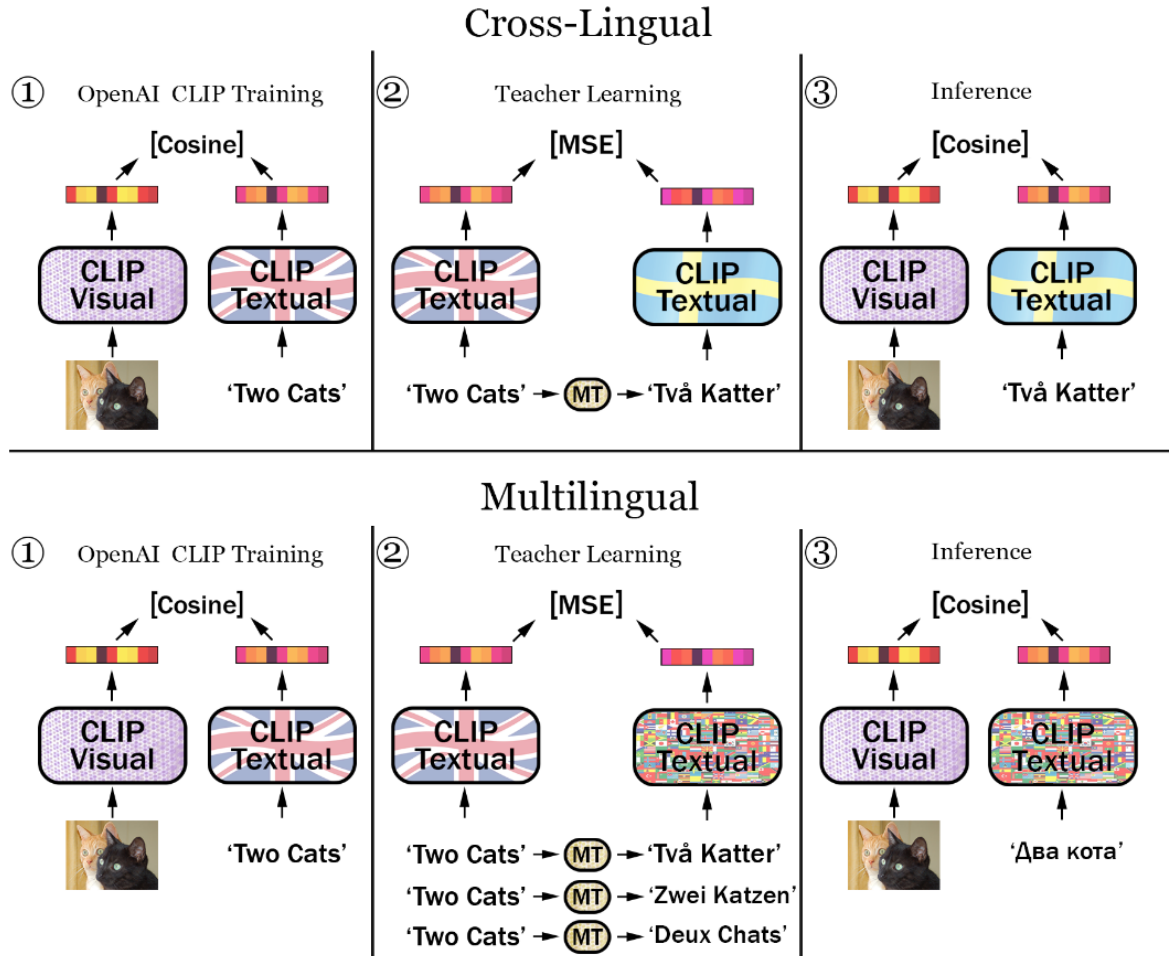 Cross-Lingual
① OpenAI CLIP Training
[Cosine]
CLIP Visual
CLIP Textual
'Two Cats'
② Teacher Learning
[MSE]
CLIP Textual
CLIP Textual
'Two Cats' MT 'Två Katter'
③ Inference
[Cosine]
CLIP Visual
CLIP Textual
'Två Katter'
Multilingual
① OpenAI CLIP Training
[Cosine]
CLIP Visual
CLIP Textual
'Two Cats'
② Teacher Learning
[MSE]
CLIP Textual
CLIP Textual
'Two Cats' MT 'Två Katter'
'Two Cats' MT 'Zwei Katzen'
'Two Cats' MT 'Deux Chats'
③ Inference
[Cosine]
CLIP Visual
CLIP Textual
'Два кота'